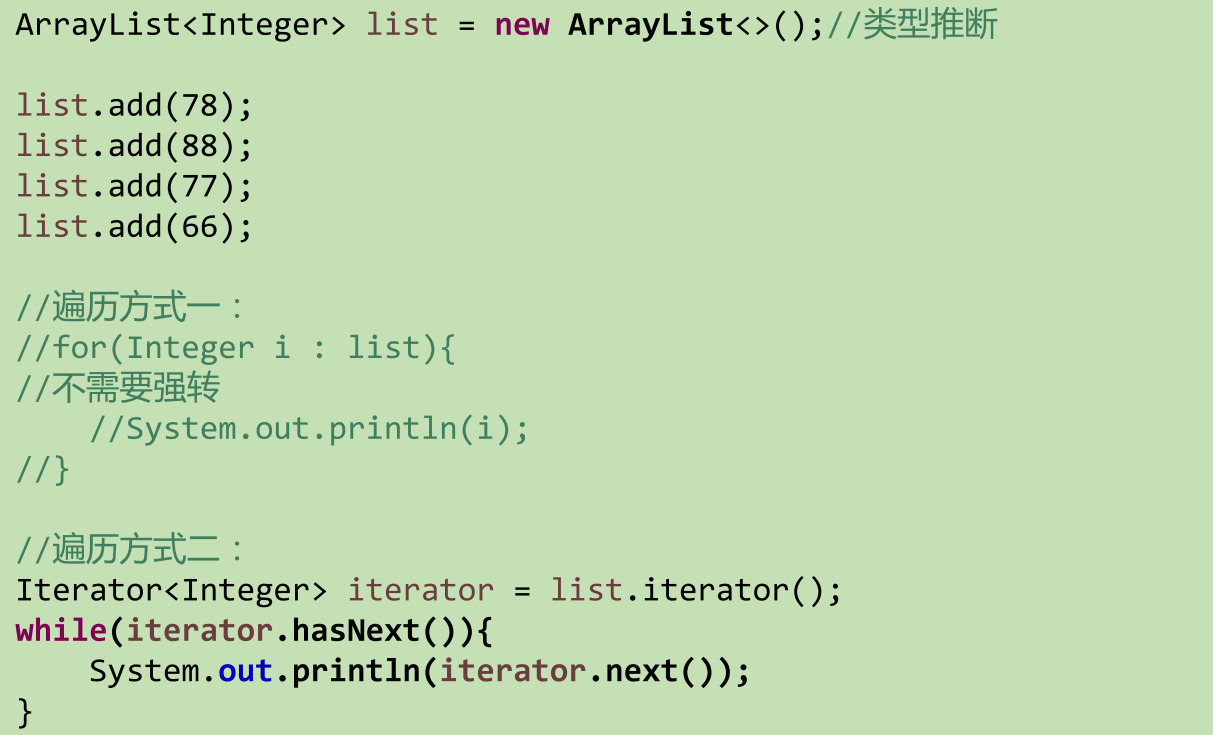 ArrayList<Integer> list = new ArrayList<>();//类型推断
list.add(78);
list.add(88);
list.add(77);
list.add(66);
//遍历方式一：
//for(Integer i : list){
//不需要强转
//System.out.println(i);
//}
//遍历方式二：
Iterator<Integer> iterator = list.iterator();
while(iterator.hasNext()){
System.out.println(iterator.next());
}